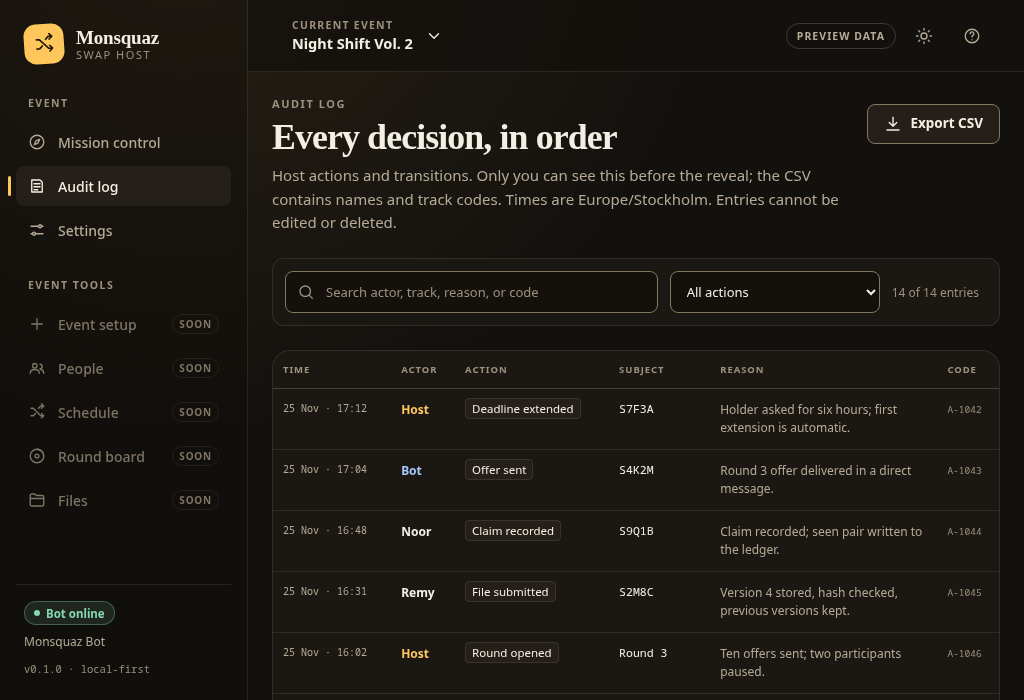 Monsquaz
SWAP HOST
EVENT
Mission control
Audit log
Settings
EVENT TOOLS
Event setup SOON
People SOON
Schedule SOON
Round board SOON
Files SOON
Bot online
Monsquaz Bot
v0.1.0 · local-first
CURRENT EVENT
Night Shift Vol. 2
PREVIEW DATA
AUDIT LOG
Every decision, in order
Export CSV
Host actions and transitions. Only you can see this before the reveal; the CSV
contains names and track codes. Times are Europe/Stockholm. Entries cannot be
edited or deleted.
Search actor, track, reason, or code
All actions
14 of 14 entries
TIME ACTOR ACTION SUBJECT REASON CODE
25 Nov · 17:12 Host Deadline extended S7F3A Holder asked for six hours; first A-1042
extension is automatic.
25 Nov · 17:04 Bot Offer sent S4K2M Round 3 offer delivered in a direct A-1043
message.
25 Nov · 16:48 Noor Claim recorded S9Q1B Claim recorded; seen pair written to A-1044
the ledger.
25 Nov · 16:31 Remy File submitted S2M8C Version 4 stored, hash checked, A-1045
previous versions kept.
25 Nov · 16:02 Host Round opened Round 3 Ten offers sent; two participants A-1046
paused.